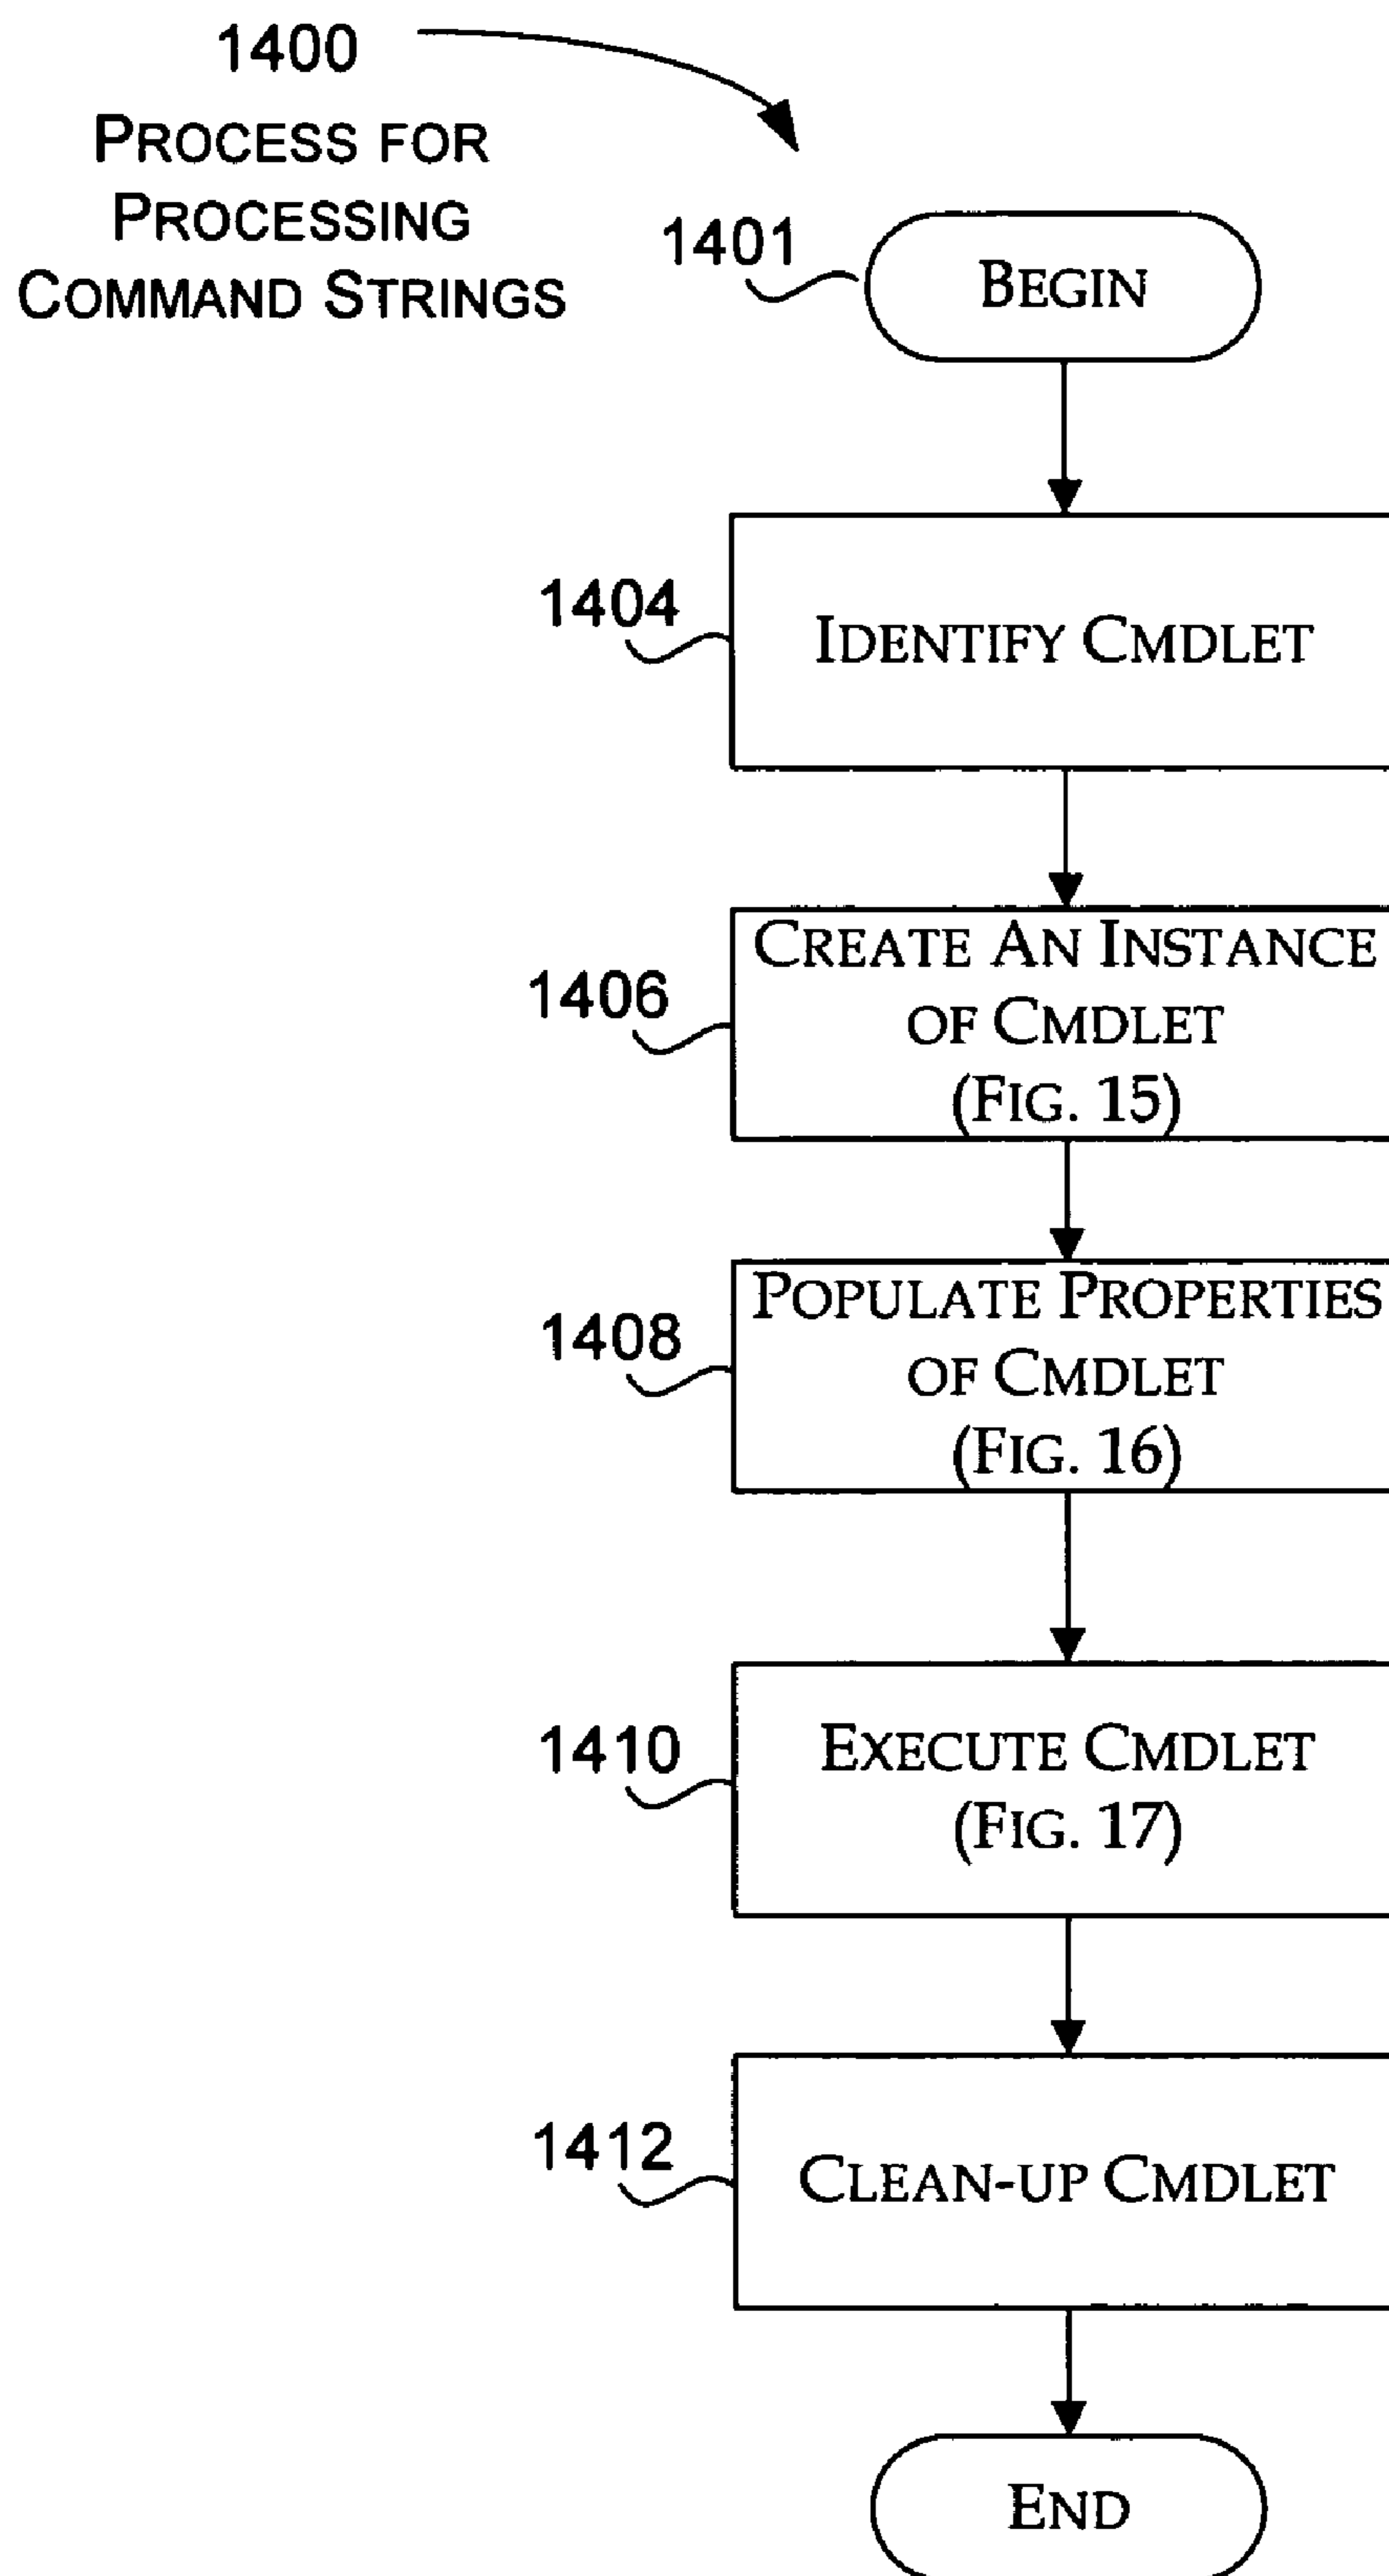 1400
PROCESS FOR
PROCESSING
COMMAND STRINGS
1401
BEGIN
1404
IDENTIFY CMDLET
1406
CREATE AN INSTANCE
OF CMDLET
(FIG. 15)
1408
POPULATE PROPERTIES
OF CMDLET
(FIG. 16)
1410
EXECUTE CMDLET
(FIG. 17)
1412
CLEAN-UP CMDLET
END